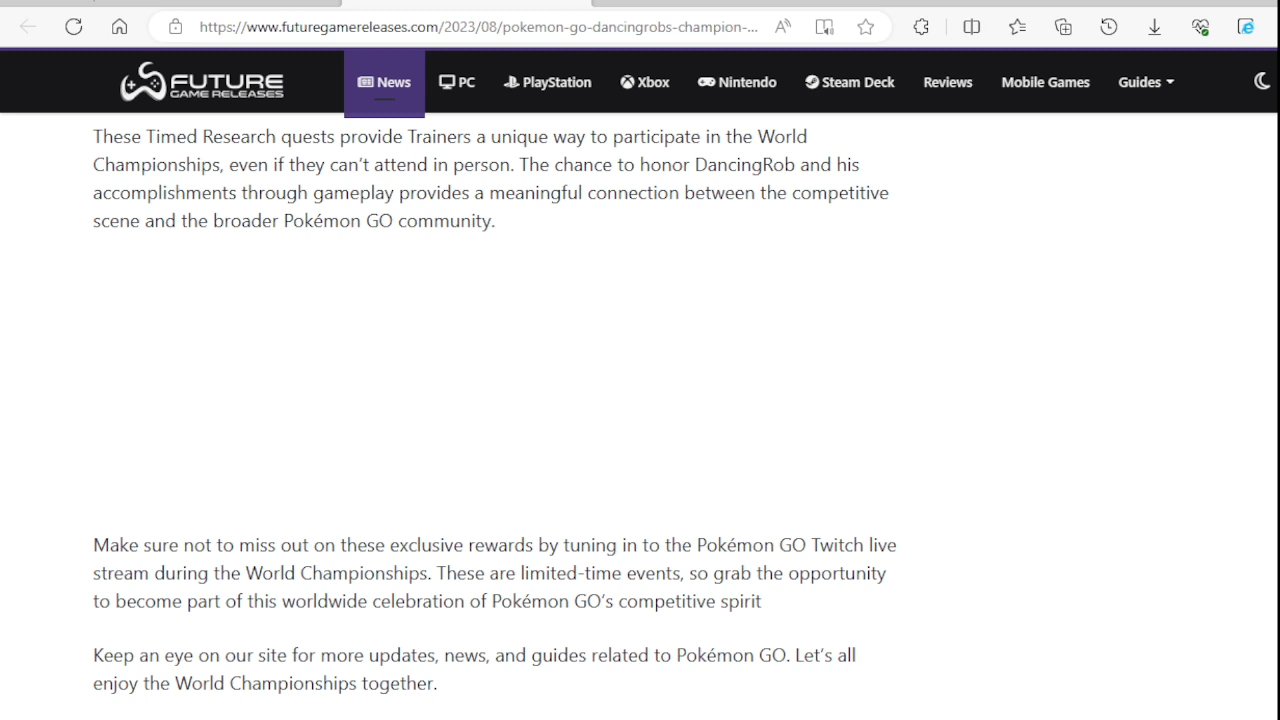 https://www.futuregamereleases.com/2023/08/pokemon-go-dancingrobs-champion-...
FUTURE
GAME RELEASES
News
PC
PlayStation
Xbox
Nintendo
Steam Deck
Reviews
Mobile Games
Guides
These Timed Research quests provide Trainers a unique way to participate in the World
Championships, even if they can’t attend in person. The chance to honor DancingRob and his
accomplishments through gameplay provides a meaningful connection between the competitive
scene and the broader Pokémon GO community.
Make sure not to miss out on these exclusive rewards by tuning in to the Pokémon GO Twitch live
stream during the World Championships. These are limited-time events, so grab the opportunity
to become part of this worldwide celebration of Pokémon GO’s competitive spirit
Keep an eye on our site for more updates, news, and guides related to Pokémon GO. Let’s all
enjoy the World Championships together.